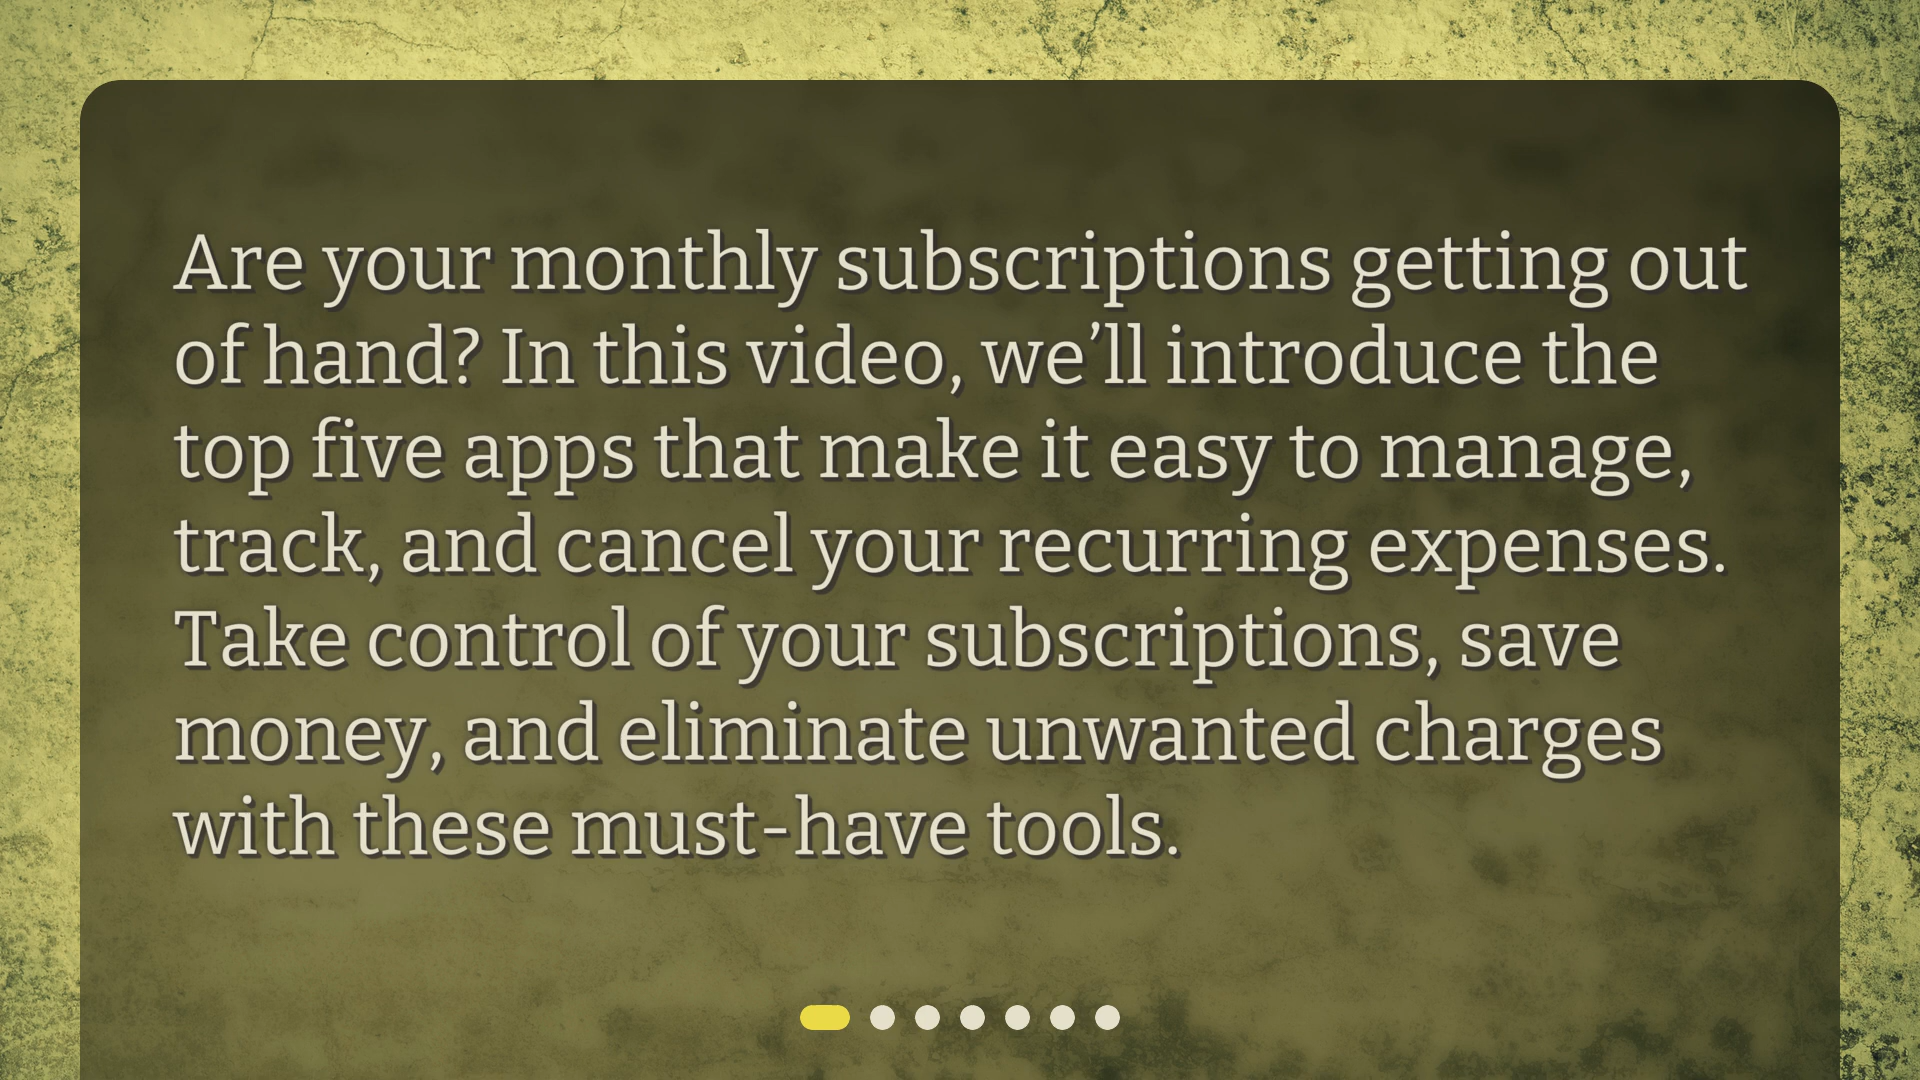 Are your monthly subscriptions getting out
of hand? In this video, we’ll introduce the
top five apps that make it easy to manage,
track, and cancel your recurring expenses.
Take control of your subscriptions, save
money, and eliminate unwanted charges
with these must-have tools.